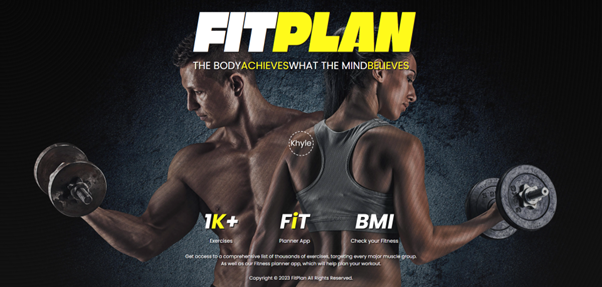 FITPLAN
THE BODYACHIEVESWHAT THE MINDBELIEVES
Khyle
1K+ FiT BMI
Exercises Planner App Check your Fitness
Get access to a comprehensive list of thousands of exercises, targeting every major muscle group.
As well as our Fitness planner app, which will help plan your workout.
Copyright © 2023 FitPlan All Rights Reserved.